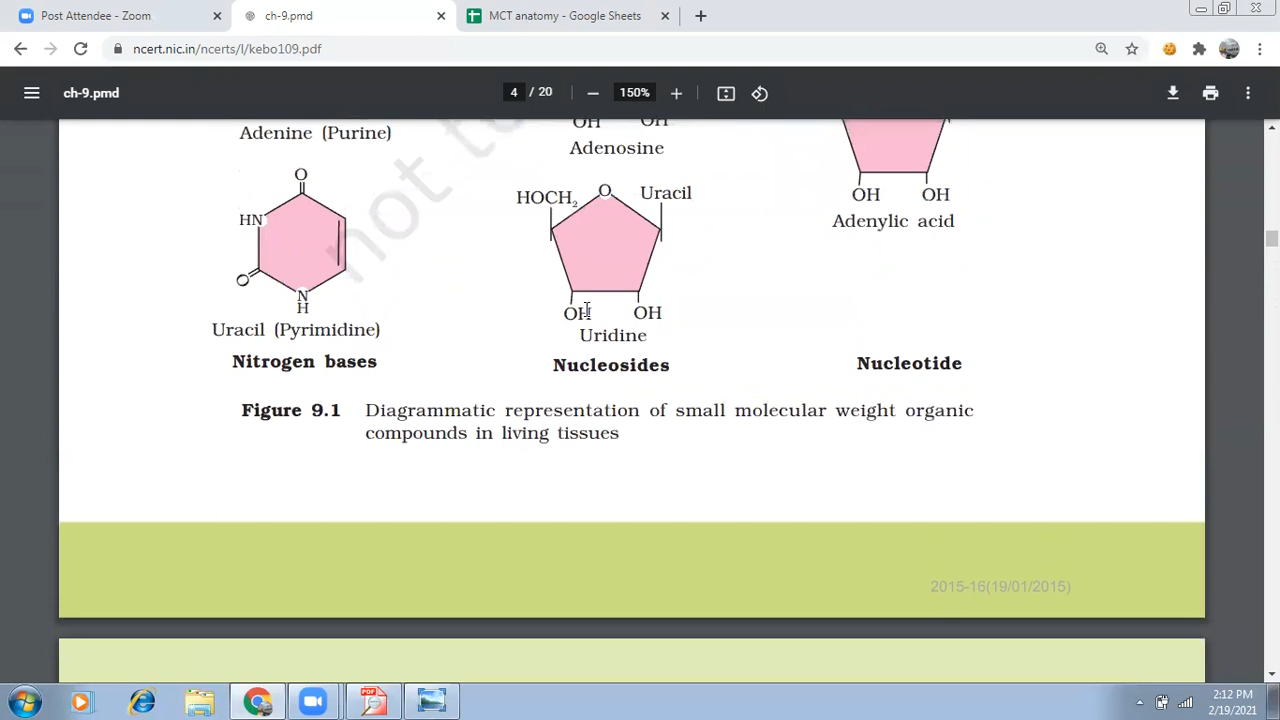 Post Attendee - Zoom
ch-9.pmd
MCT anatomy - Google Sheets
ncert.nic.in/ncerts/l/kebo109.pdf
ch-9.pmd
4 / 20
150%
not to
Adenine (Purine)
OH OH
Adenosine
OH OH
Adenylic acid
O
HN
O
N
H
Uracil (Pyrimidine)
Nitrogen bases
HOCH2 O Uracil
OH OH
Uridine
Nucleosides
Nucleotide
Figure 9.1 Diagrammatic representation of small molecular weight organic
compounds in living tissues
2015-16(19/01/2015)
PDF
2:12 PM
2/19/2021